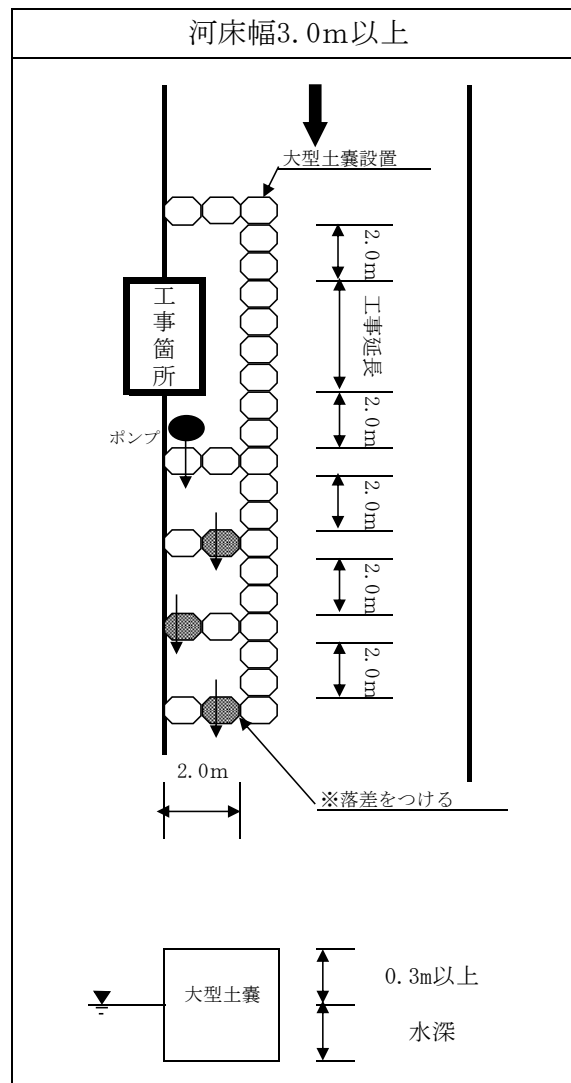 河床幅3.0m以上
大型土嚢設置
2.0m
工事箇所
工事延長
2.0m
ポンプ
2.0m
2.0m
2.0m
2.0m
※落差をつける
大型土嚢
0.3m以上
水深